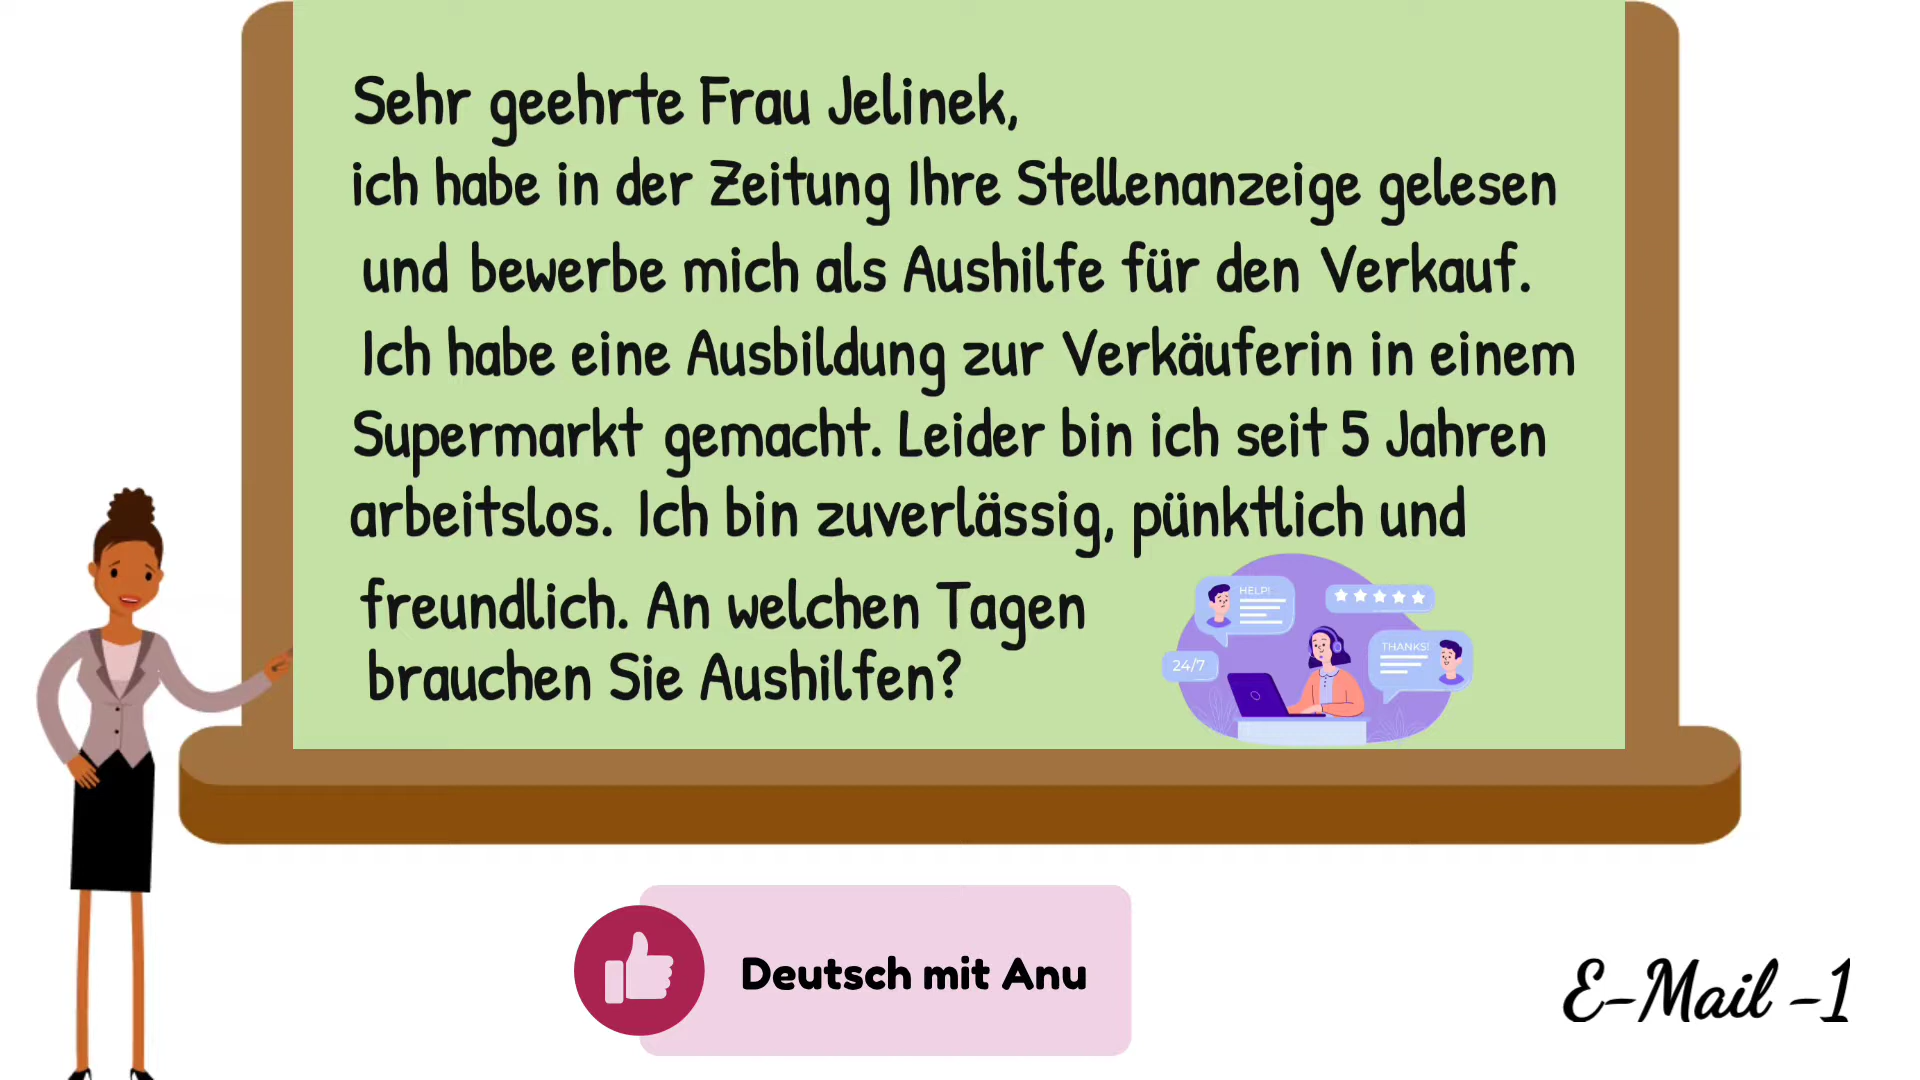 Sehr geehrte Frau Jelinek,
ich habe in der Zeitung Ihre Stellenanzeige gelesen
und bewerbe mich als Aushilfe für den Verkauf.
Ich habe eine Ausbildung zur Verkäuferin in einem
Supermarkt gemacht. Leider bin ich seit 5 Jahren
arbeitslos. Ich bin zuverlässig, pünktlich und
freundlich. An welchen Tagen
brauchen Sie Aushilfen?
HELP!
THANKS!
24/7
Deutsch mit Anu
E-Mail -1